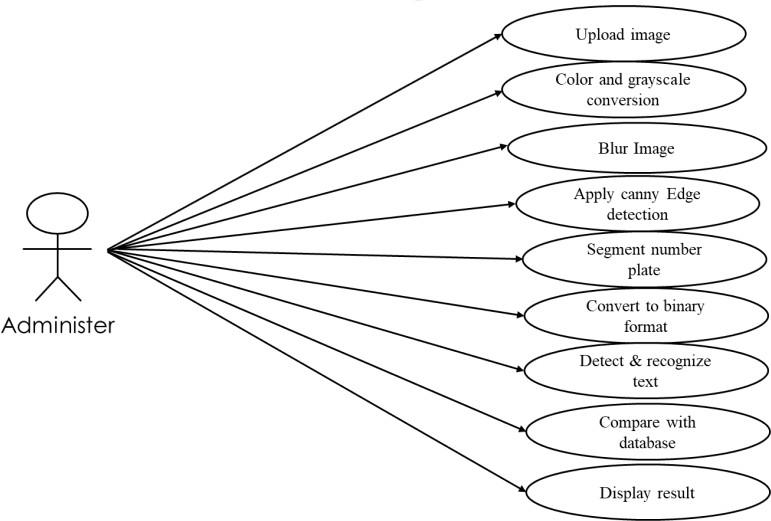 Upload image
Color and grayscale
conversion
Blur Image
Apply canny Edge
detection
Segment number
plate
Convert to binary
format
Detect & recognize
text
Compare with
database
Display result
Administer